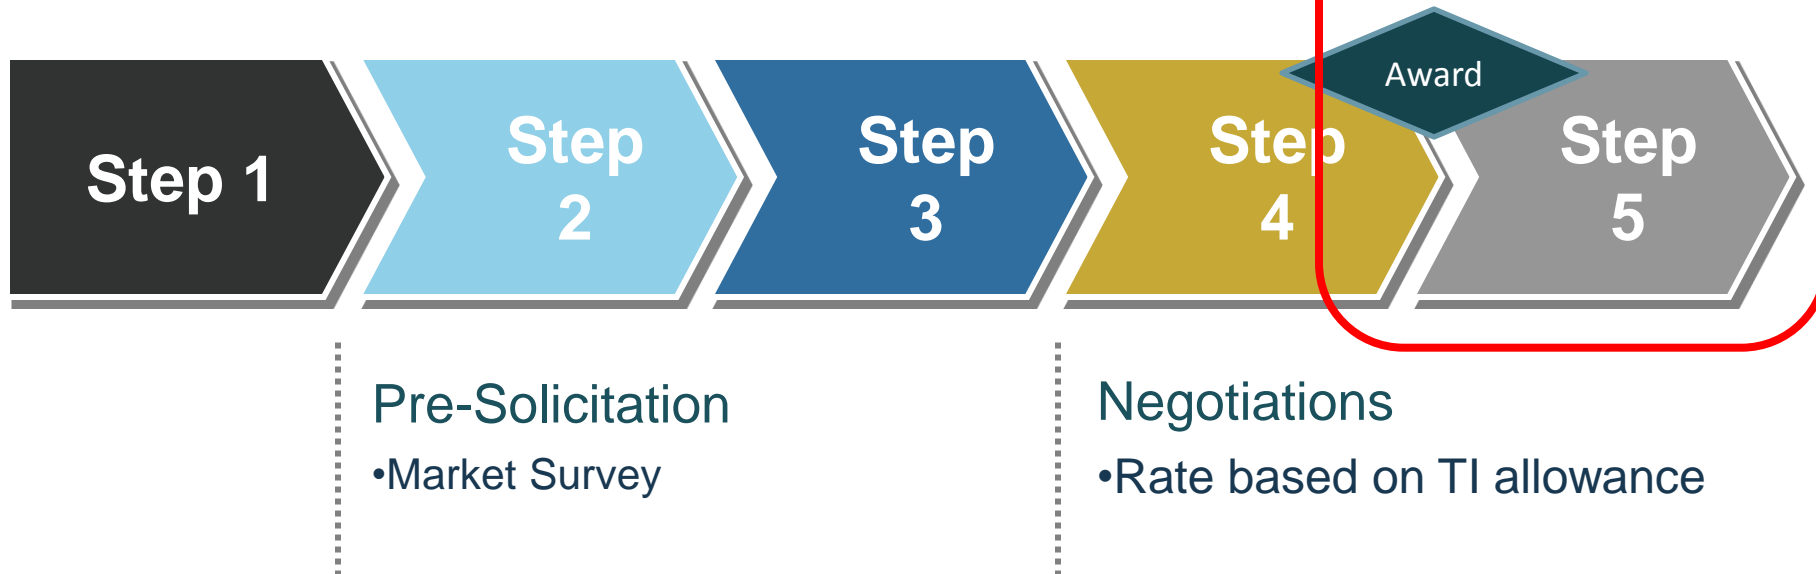 Award
Step 1
Step
2
Step
3
Step
4
Step
5
Pre-Solicitation
•Market Survey
Negotiations
•Rate based on TI allowance